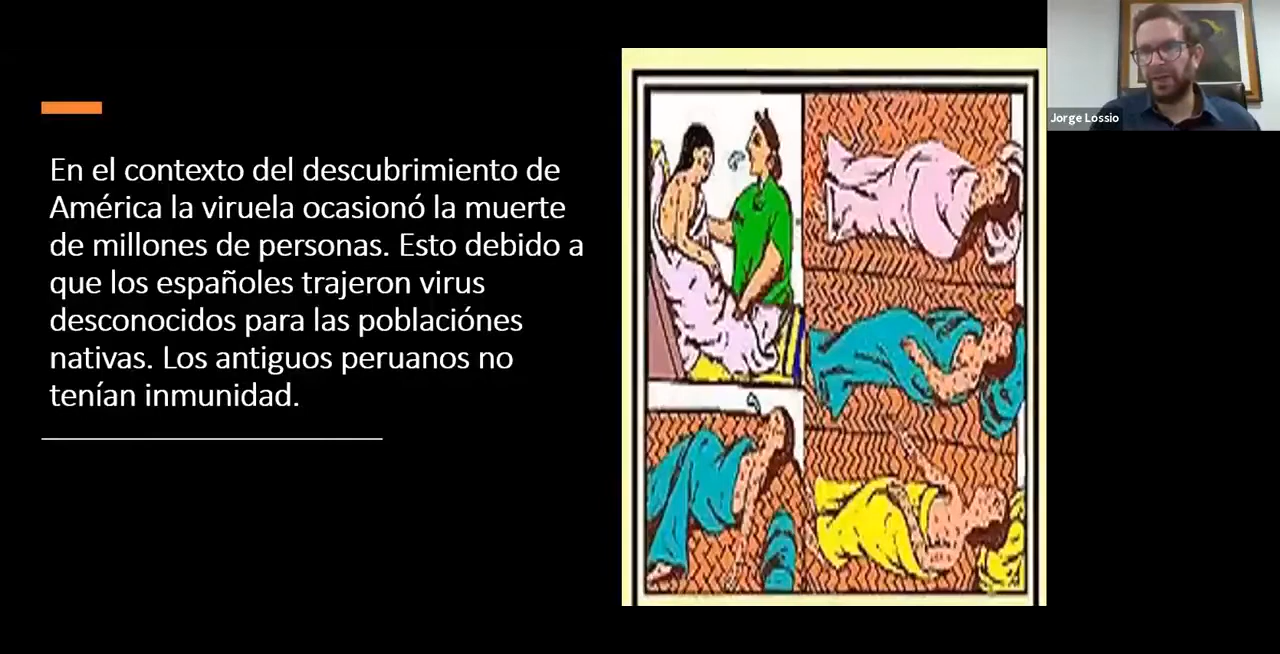 En el contexto del descubrimiento de
América la viruela ocasionó la muerte
de millones de personas. Esto debido a
que los españoles trajeron virus
desconocidos para las poblaciónes
nativas. Los antiguos peruanos no
tenían inmunidad.
Jorge Lossio